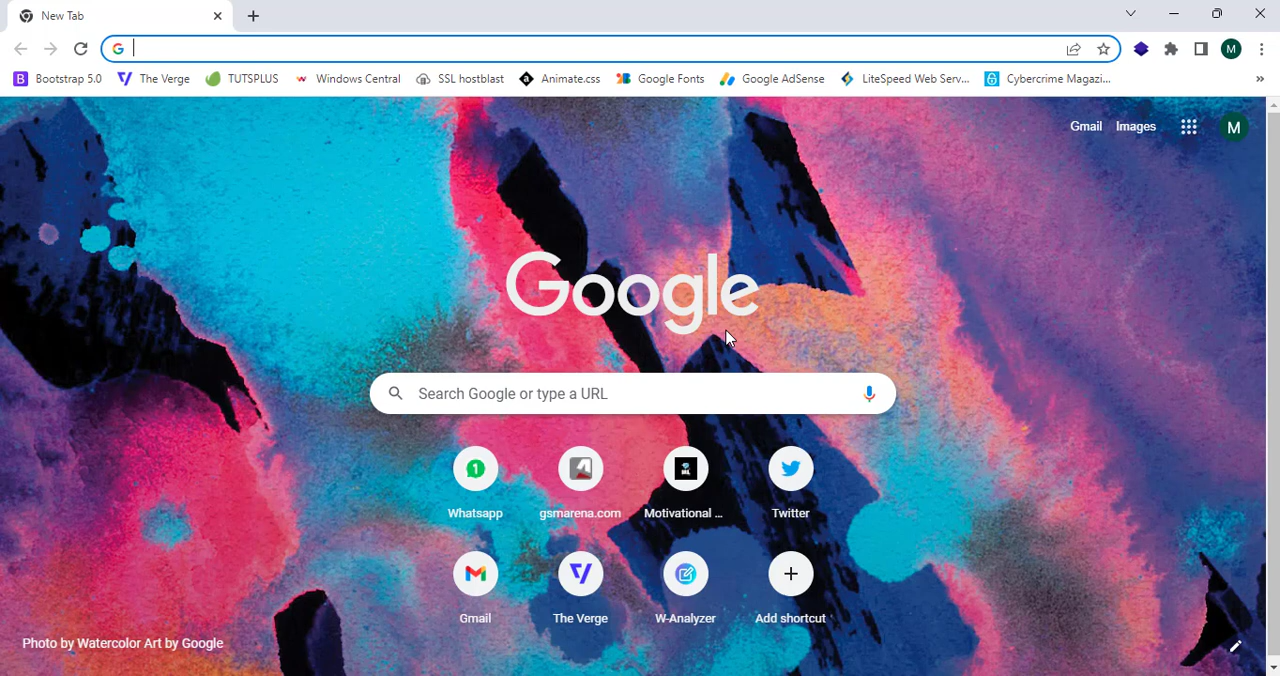 New Tab
Bootstrap 5.0 The Verge TUTSPLUS Windows Central SSL hostblast Animate.css Google Fonts Google AdSense LiteSpeed Web Serv... Cybercrime Magazi... »
Gmail Images M
Google
Search Google or type a URL
Whatsapp gsmarena.com Motivational ... Twitter
Gmail The Verge W-Analyzer Add shortcut
Photo by Watercolor Art by Google